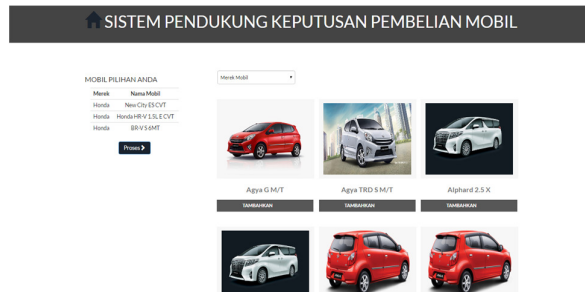 SISTEM PENDUKUNG KEPUTUSAN PEMBELIAN MOBIL
MOBIL PILIHAN ANDA
Merek Nama Mobil
Honda New City ES CVT
Honda Honda HR-V 1.5L E CVT
Honda BR-V S 6MT
Proses
Merek Mobil
Agya G M/T Agya TRD S M/T Alphard 2.5 X
TAMBAHKAN TAMBAHKAN TAMBAHKAN